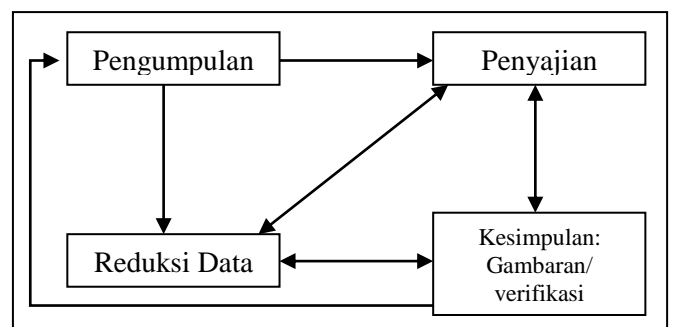 Pengumpulan
Penyajian
Reduksi Data
Kesimpulan:
Gambaran/
verifikasi